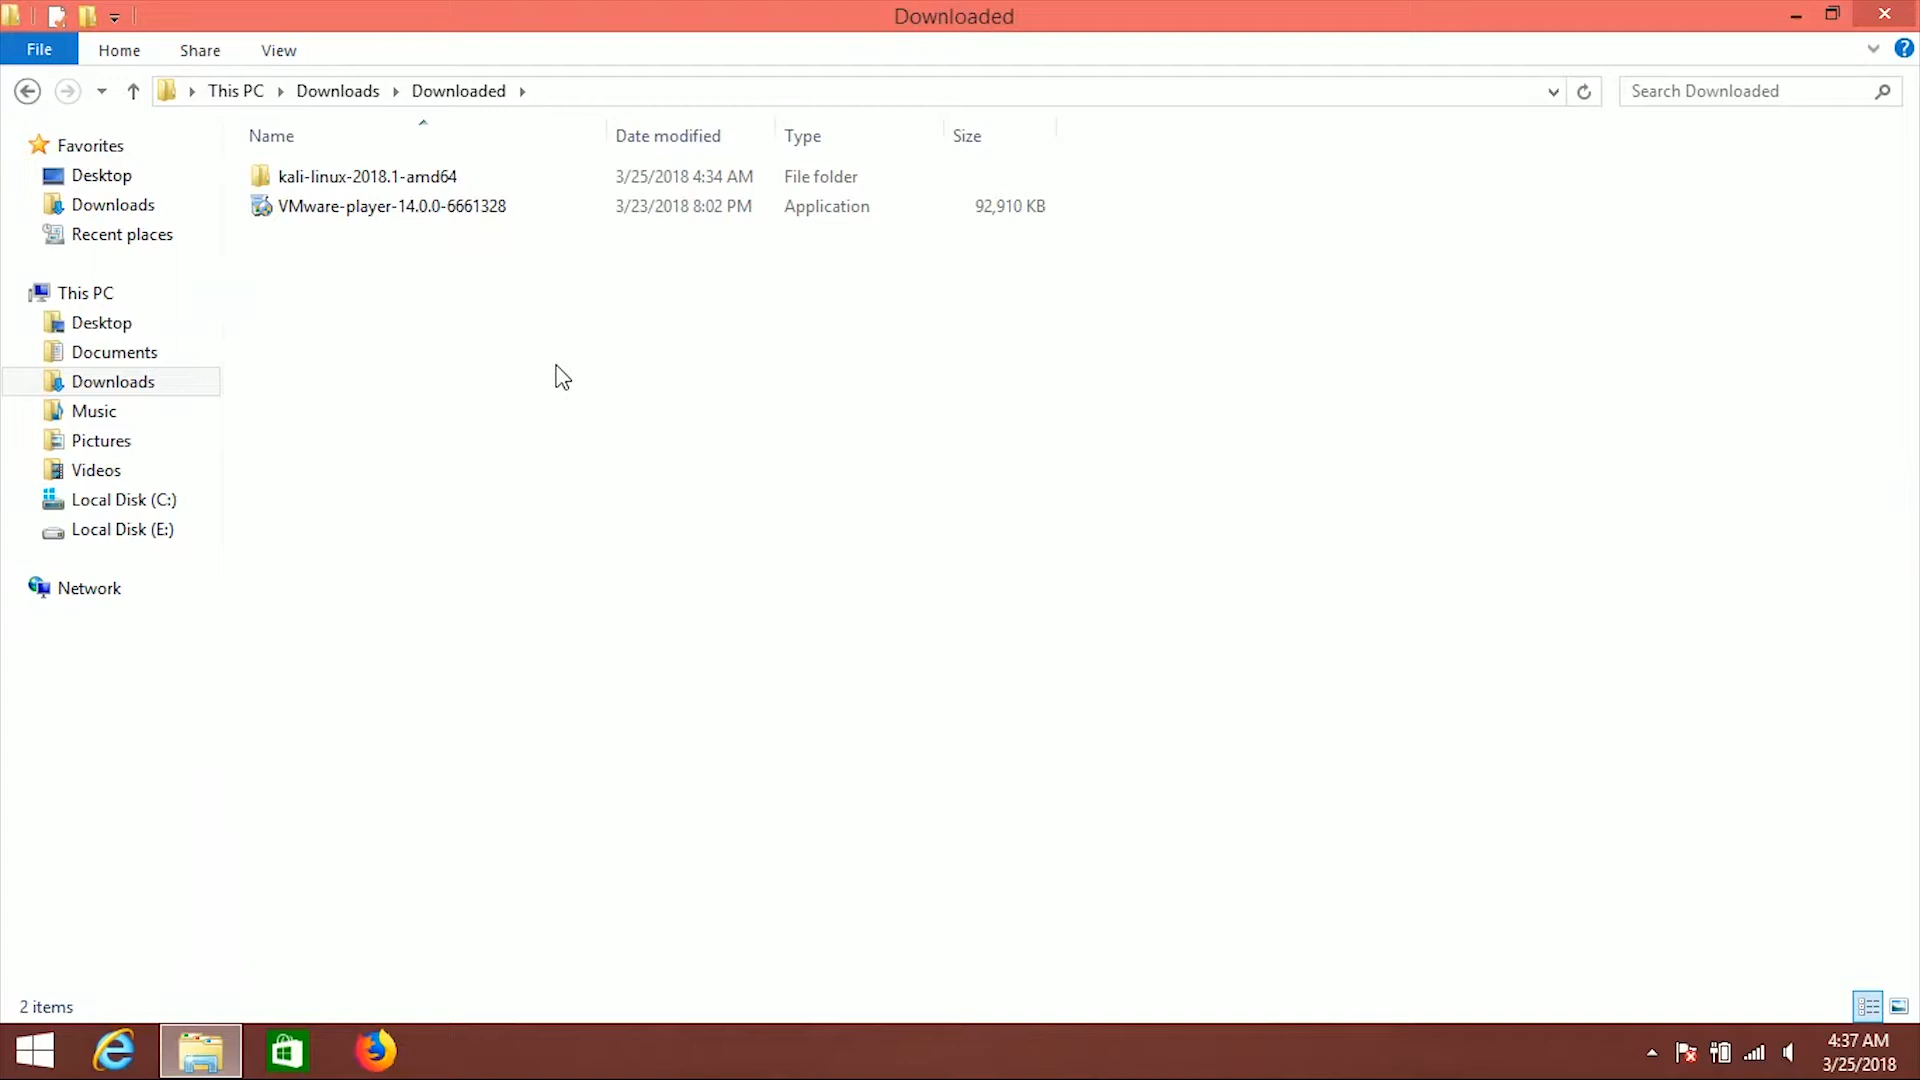 Downloaded
File Home Share View
This PC Downloads Downloaded
Search Downloaded
Name Date modified Type Size
kali-linux-2018.1-amd64 3/25/2018 4:34 AM File folder
VMware-player-14.0.0-6661328 3/23/2018 8:02 PM Application 92,910 KB
Favorites
Desktop
Downloads
Recent places
This PC
Desktop
Documents
Downloads
Music
Pictures
Videos
Local Disk (C:)
Local Disk (E:)
Network
2 items
4:37 AM
3/25/2018